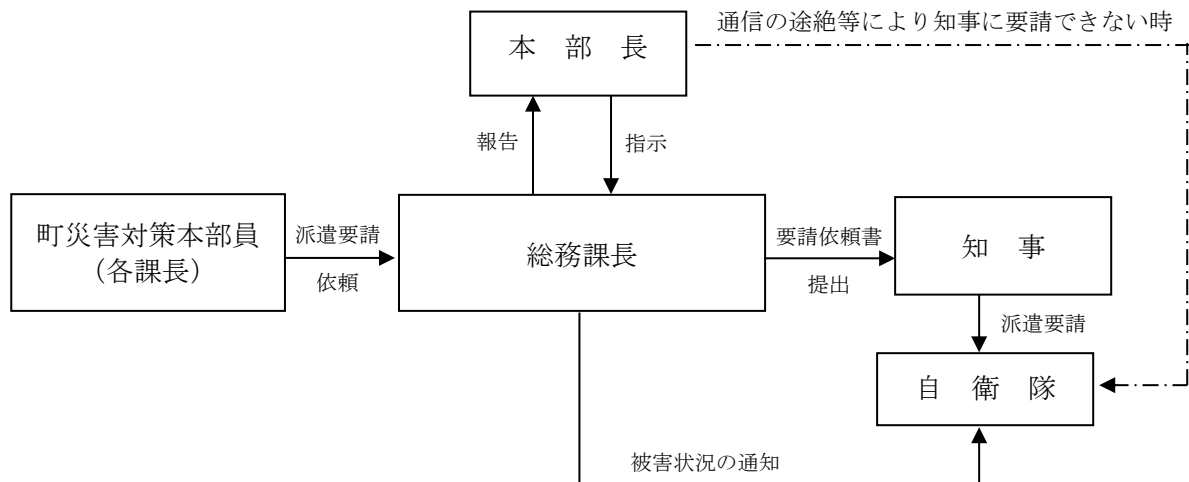 通信の途絶等により知事に要請できない時
本 部 長
報告
指示
町災害対策本部員
(各課長)
派遣要請
依頼
総務課長
要請依頼書
提出
知 事
派遣要請
自 衛 隊
被害状況の通知